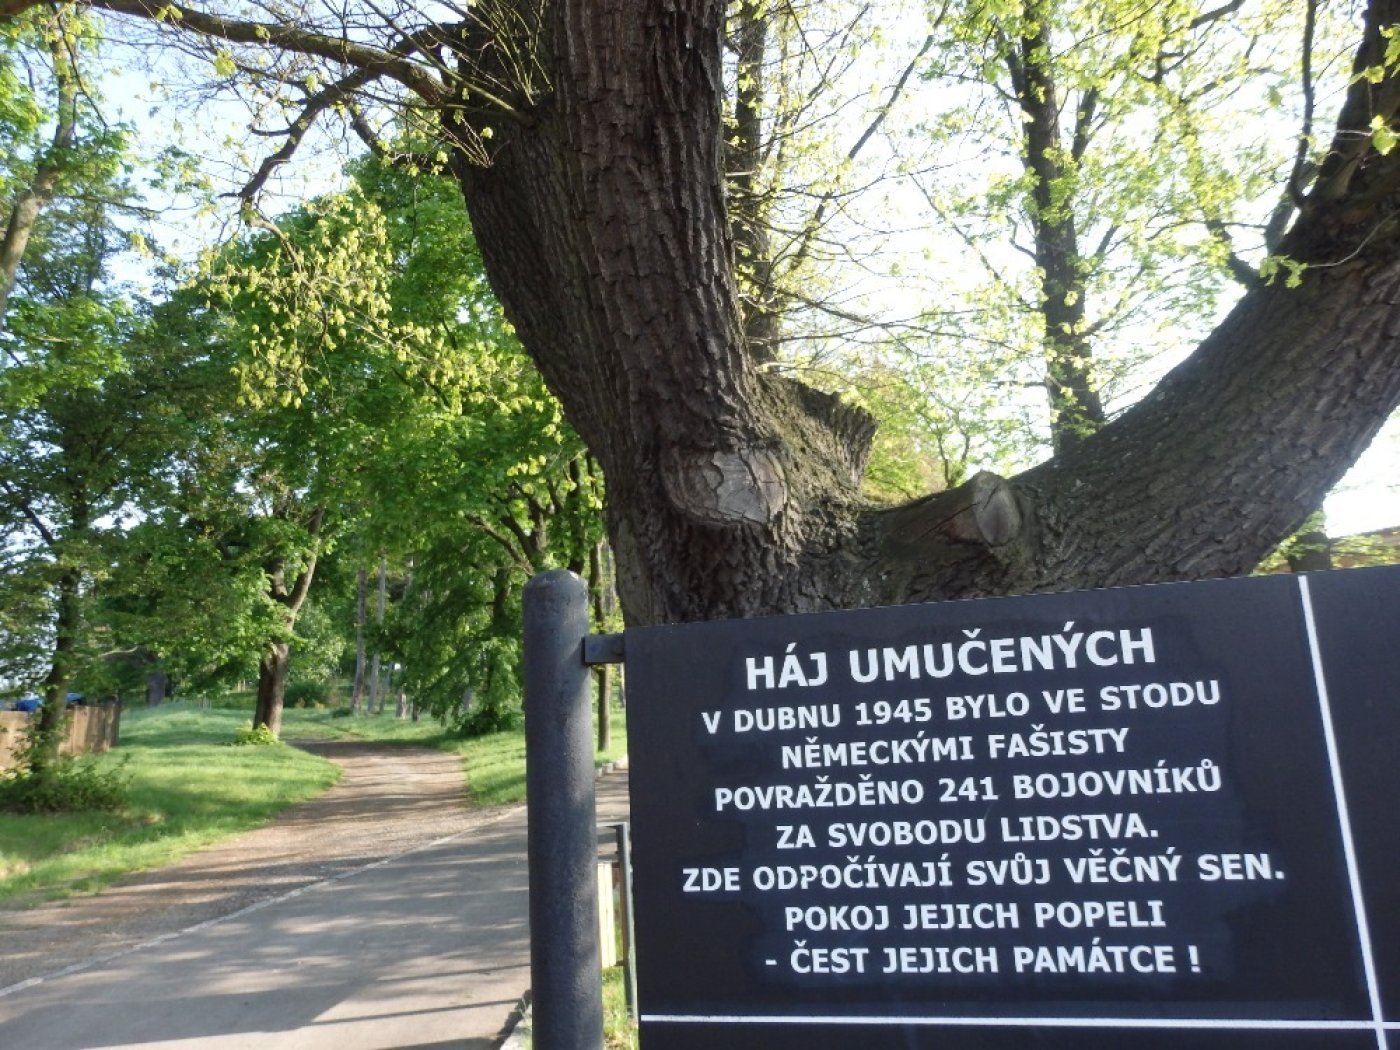 HÁJ UMUČENÝCH
V DUBNU 1945 BYLO VE STODU
NĚMECKÝMI FAŠISTY
POVRAŽDĚNO 241 BOJOVNÍKŮ
ZA SVOBODU LIDSTVA.
ZDE ODPOČÍVAJÍ SVŮJ VĚČNÝ SEN.
POKOJ JEJICH POPELI
- ČEST JEJICH PAMÁTCE !